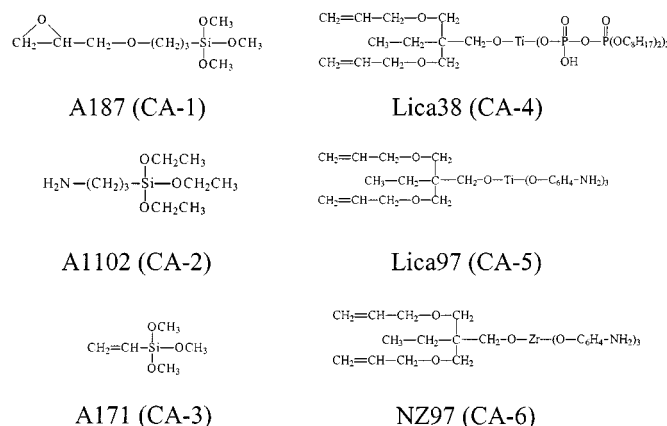 O
CH₂—CH—CH₂—O—(CH₂)₃—Si—OCH₃
OCH₃
OCH₃
A187 (CA-1)
CH₂=CH—CH₂—O—CH₂
CH₃—CH₂—C—CH₂—O—Ti—(O—P—O—P(OC₈H₁₇)₂)₃
O
O
OH
CH₂=CH—CH₂—O—CH₂
Lica38 (CA-4)
OCH₂CH₃
H₂N—(CH₂)₃—Si—OCH₂CH₃
OCH₂CH₃
A1102 (CA-2)
CH₂=CH—CH₂—O—CH₂
CH₃—CH₂—C—CH₂—O—Ti—(O—C₆H₄—NH₂)₃
CH₂=CH—CH₂—O—CH₂
Lica97 (CA-5)
OCH₃
CH₂=CH—Si—OCH₃
OCH₃
A171 (CA-3)
CH₂=CH—CH₂—O—CH₂
CH₃—CH₂—C—CH₂—O—Zr—(O—C₆H₄—NH₂)₃
CH₂=CH—CH₂—O—CH₂
NZ97 (CA-6)